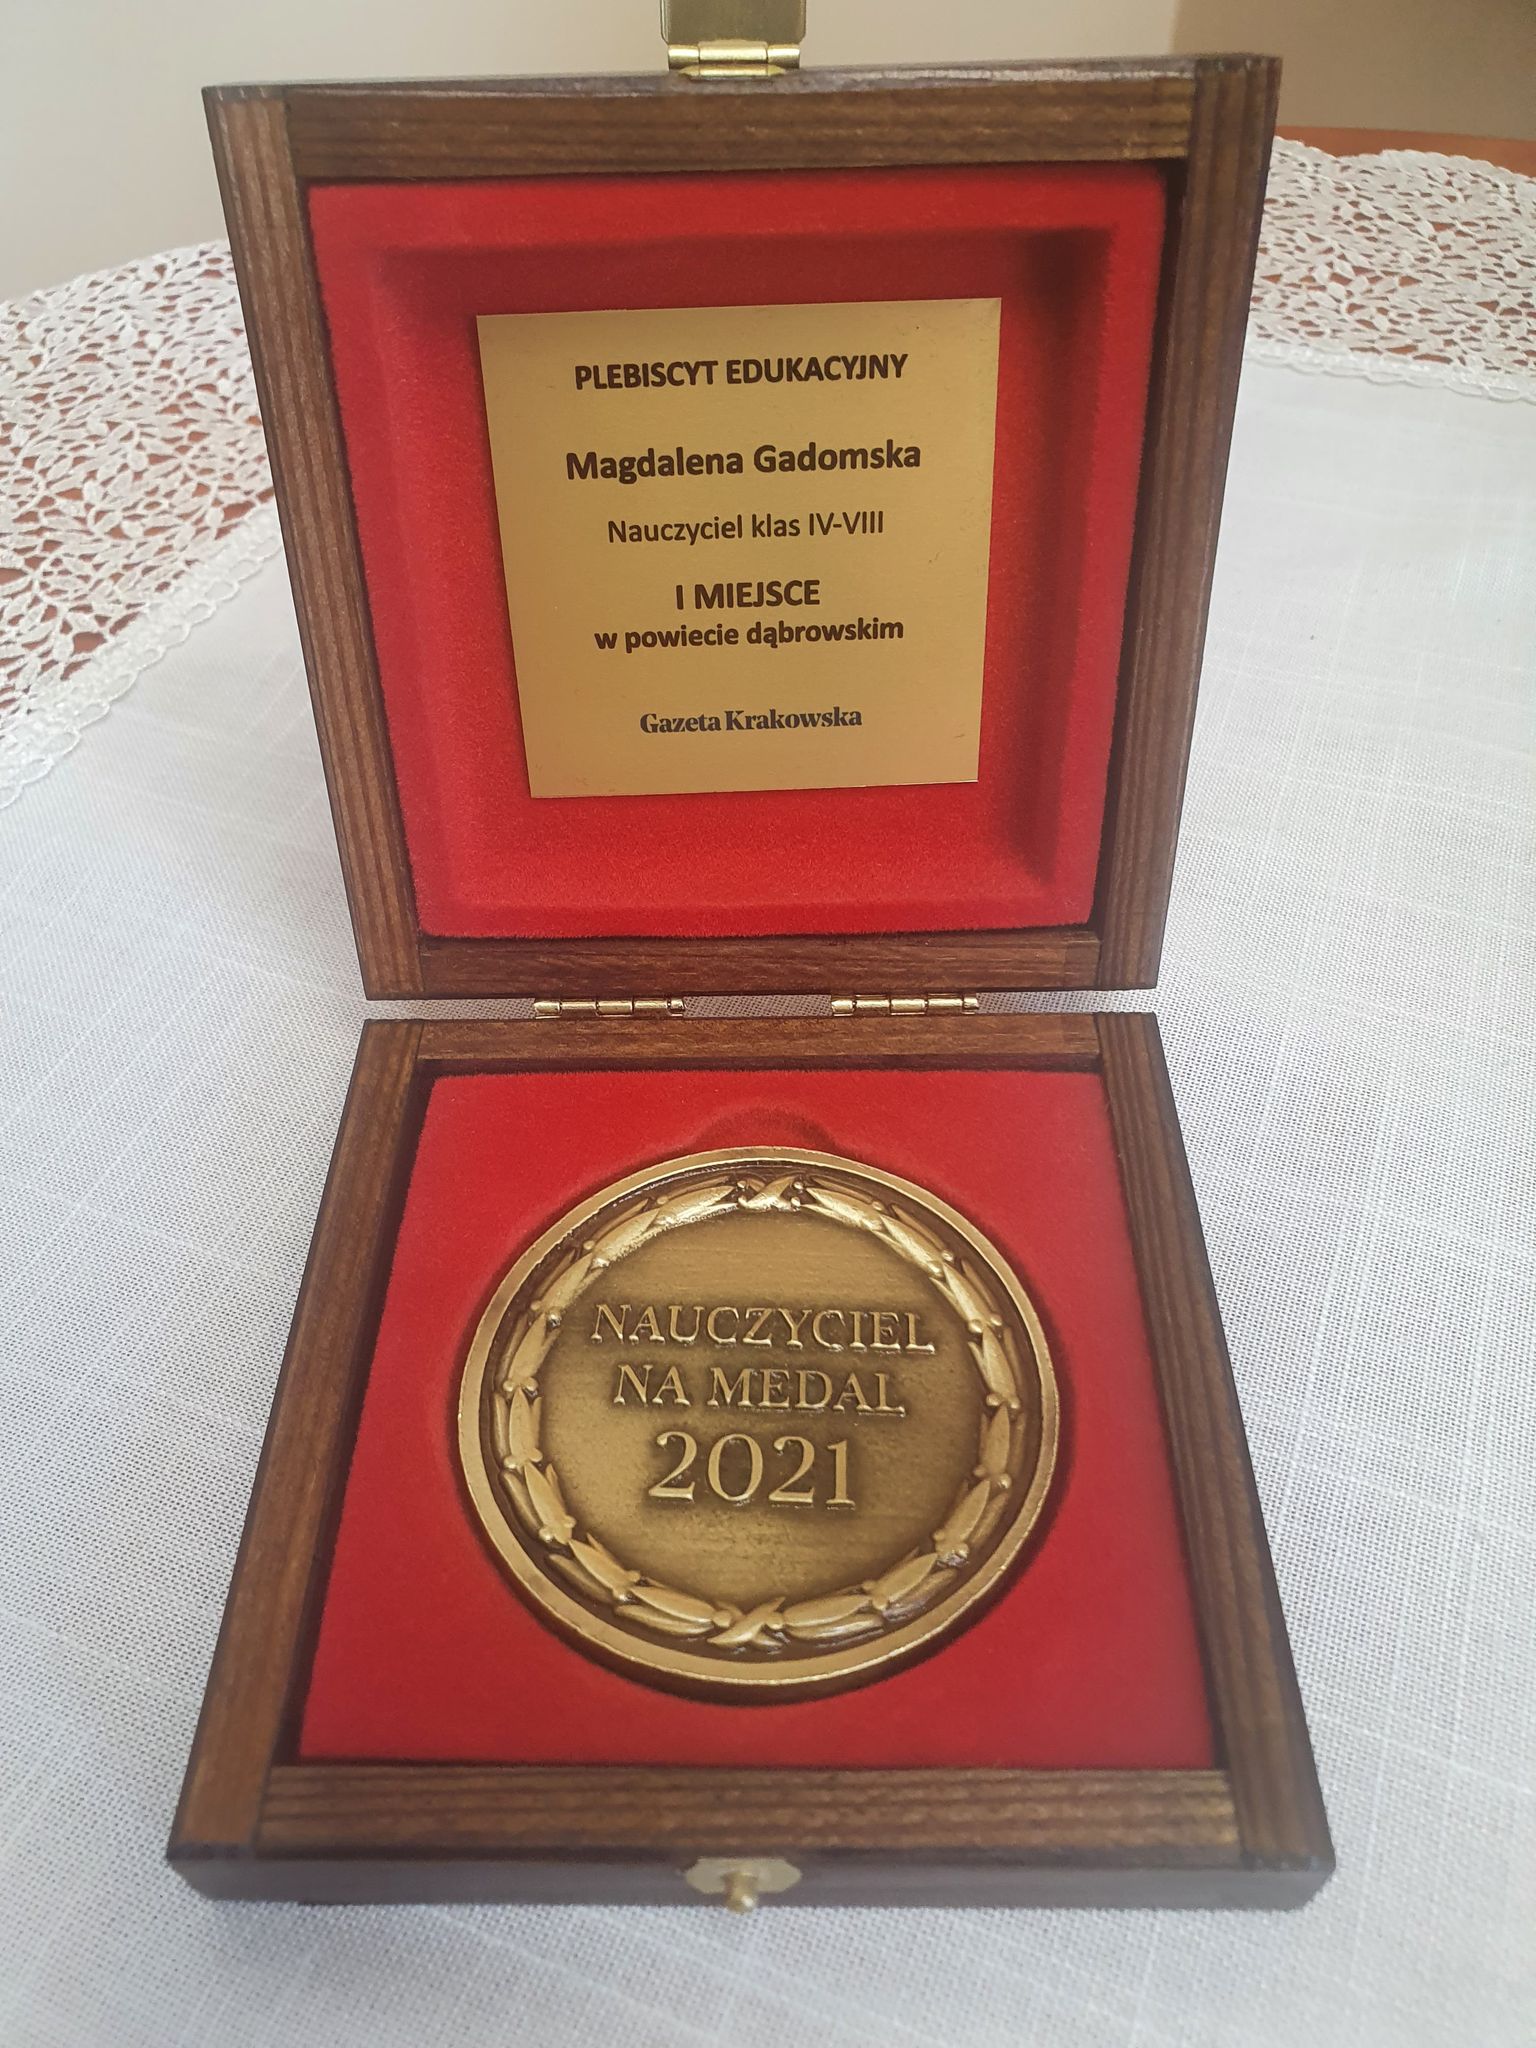 PLEBISCYT EDUKACYJNY
Magdalena Gadomska
Nauczyciel klas IV-VIII
I MIEJSCE
w powiecie dąbrowskim
Gazeta Krakowska
NAUCZYCIEL
NA MEDAL
2021